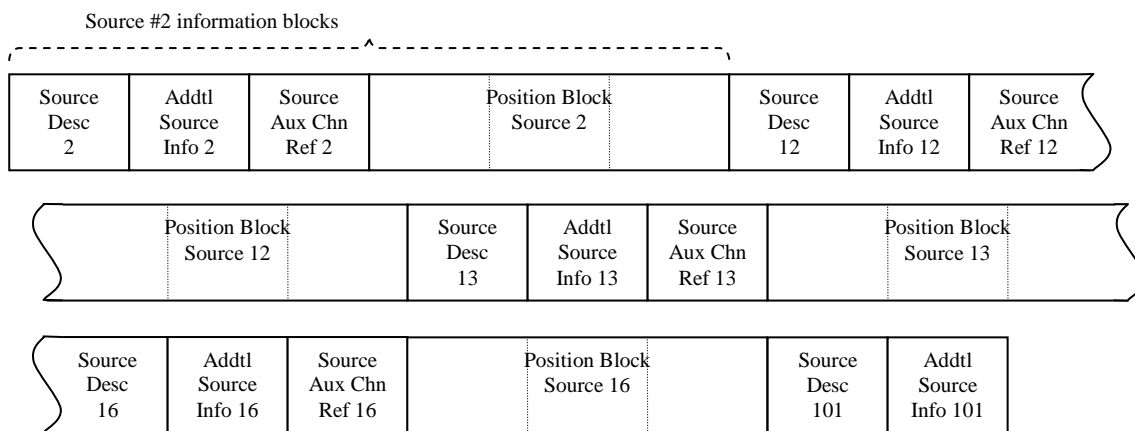 Source #2 information blocks
Source
Desc
2
Addtl
Source
Info 2
Source
Aux Chn
Ref 2
Position Block
Source 2
Source
Desc
12
Addtl
Source
Info 12
Source
Aux Chn
Ref 12
Position Block
Source 12
Source
Desc
13
Addtl
Source
Info 13
Source
Aux Chn
Ref 13
Position Block
Source 13
Source
Desc
16
Addtl
Source
Info 16
Source
Aux Chn
Ref 16
Position Block
Source 16
Source
Desc
101
Addtl
Source
Info 101